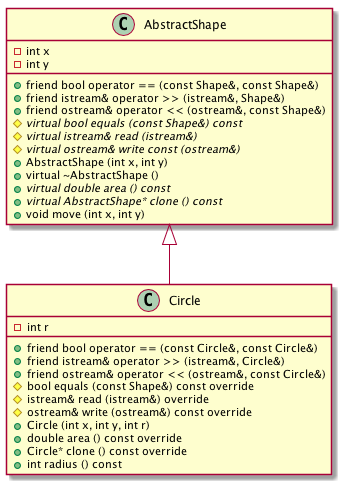 C AbstractShape
int x
int y
friend bool operator == (const Shape&, const Shape&)
friend istream& operator >> (istream&, Shape&)
friend ostream& operator << (ostream&, const Shape&)
virtual bool equals (const Shape&) const
virtual istream& read (istream&)
virtual ostream& write const (ostream&)
AbstractShape (int x, int y)
virtual ~AbstractShape ()
virtual double area () const
virtual AbstractShape* clone () const
void move (int x, int y)
C Circle
int r
friend bool operator == (const Circle&, const Circle&)
friend istream& operator >> (istream&, Circle&)
friend ostream& operator << (ostream&, const Circle&)
bool equals (const Shape&) const override
istream& read (istream&) override
ostream& write (ostream&) const override
Circle (int x, int y, int r)
double area () const override
Circle* clone () const override
int radius () const